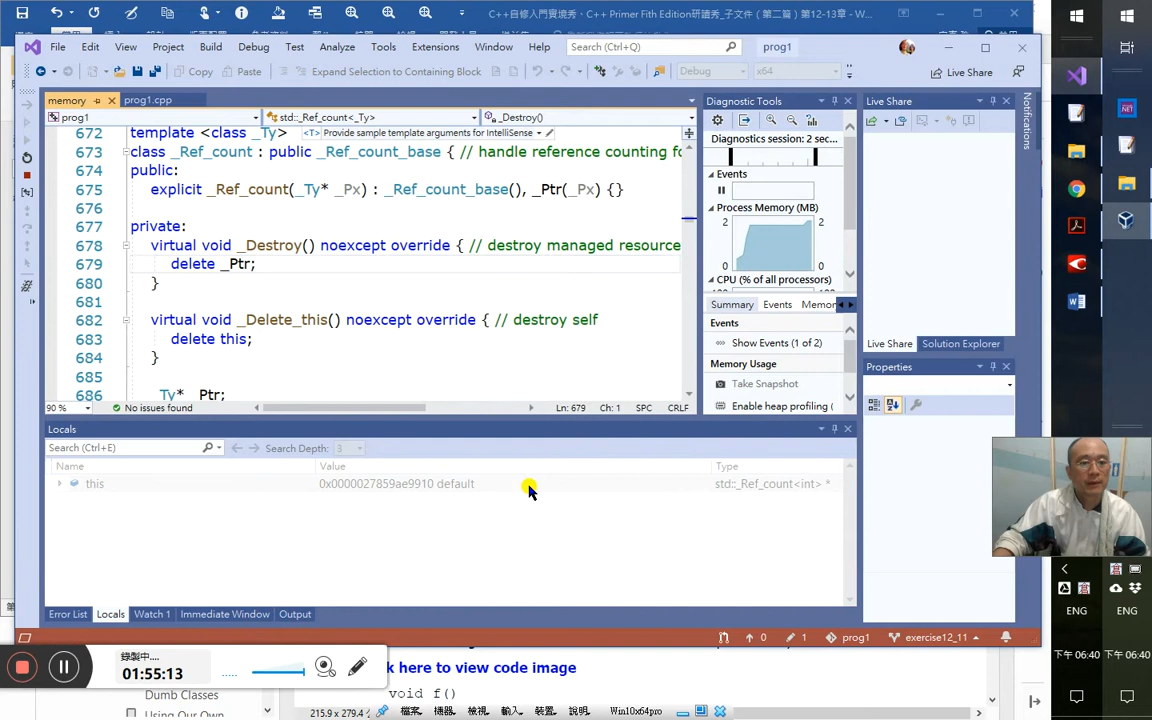 C++自修入門實境秀、C++ Primer Fith Edition研讀秀_子文件（第二篇）第12-13章 - W...
File Edit View Project Build Debug Test Analyze Tools Extensions Window Help Search (Ctrl+Q) prog1
Copy Paste Expand Selection to Containing Block Debug x64 Live Share
memory prog1.cpp
prog1 std::_Ref_count<_Ty> _Destroy()
672 template <class _Ty> <T> Provide sample template arguments for IntelliSense
673 class _Ref_count : public _Ref_count_base { // handle reference counting fo
674 public:
675 explicit _Ref_count(_Ty* _Px) : _Ref_count_base(), _Ptr(_Px) {}
676
677 private:
678 virtual void _Destroy() noexcept override { // destroy managed resource
679 delete _Ptr;
680 }
681
682 virtual void _Delete_this() noexcept override { // destroy self
683 delete this;
684 }
685
686 _Ty* _Ptr;
90 % No issues found Ln: 679 Ch: 1 SPC CRLF
Diagnostic Tools
Diagnostics session: 2 sec...
Events
Process Memory (MB)
2 2
0 0
CPU (% of all processors)
Summary Events Memor
Events
Show Events (1 of 2)
Memory Usage
Take Snapshot
Enable heap profiling (
Live Share
Live Share Solution Explorer
Properties
Notifications
Locals
Search (Ctrl+E) Search Depth: 3
Name Value Type
this 0x0000027859ae9910 default std::_Ref_count<int> *
Error List Locals Watch 1 Immediate Window Output
0 1 prog1 exercise12_11
錄製中....
01:55:13
k here to view code image
void f()
Dumb Classes
Using Our Own
215.9 x 279.4 檔案, 機器, 檢視, 輸入, 裝置, 說明, Win10x64pro
ENG ENG
下午 06:40 下午 06:40